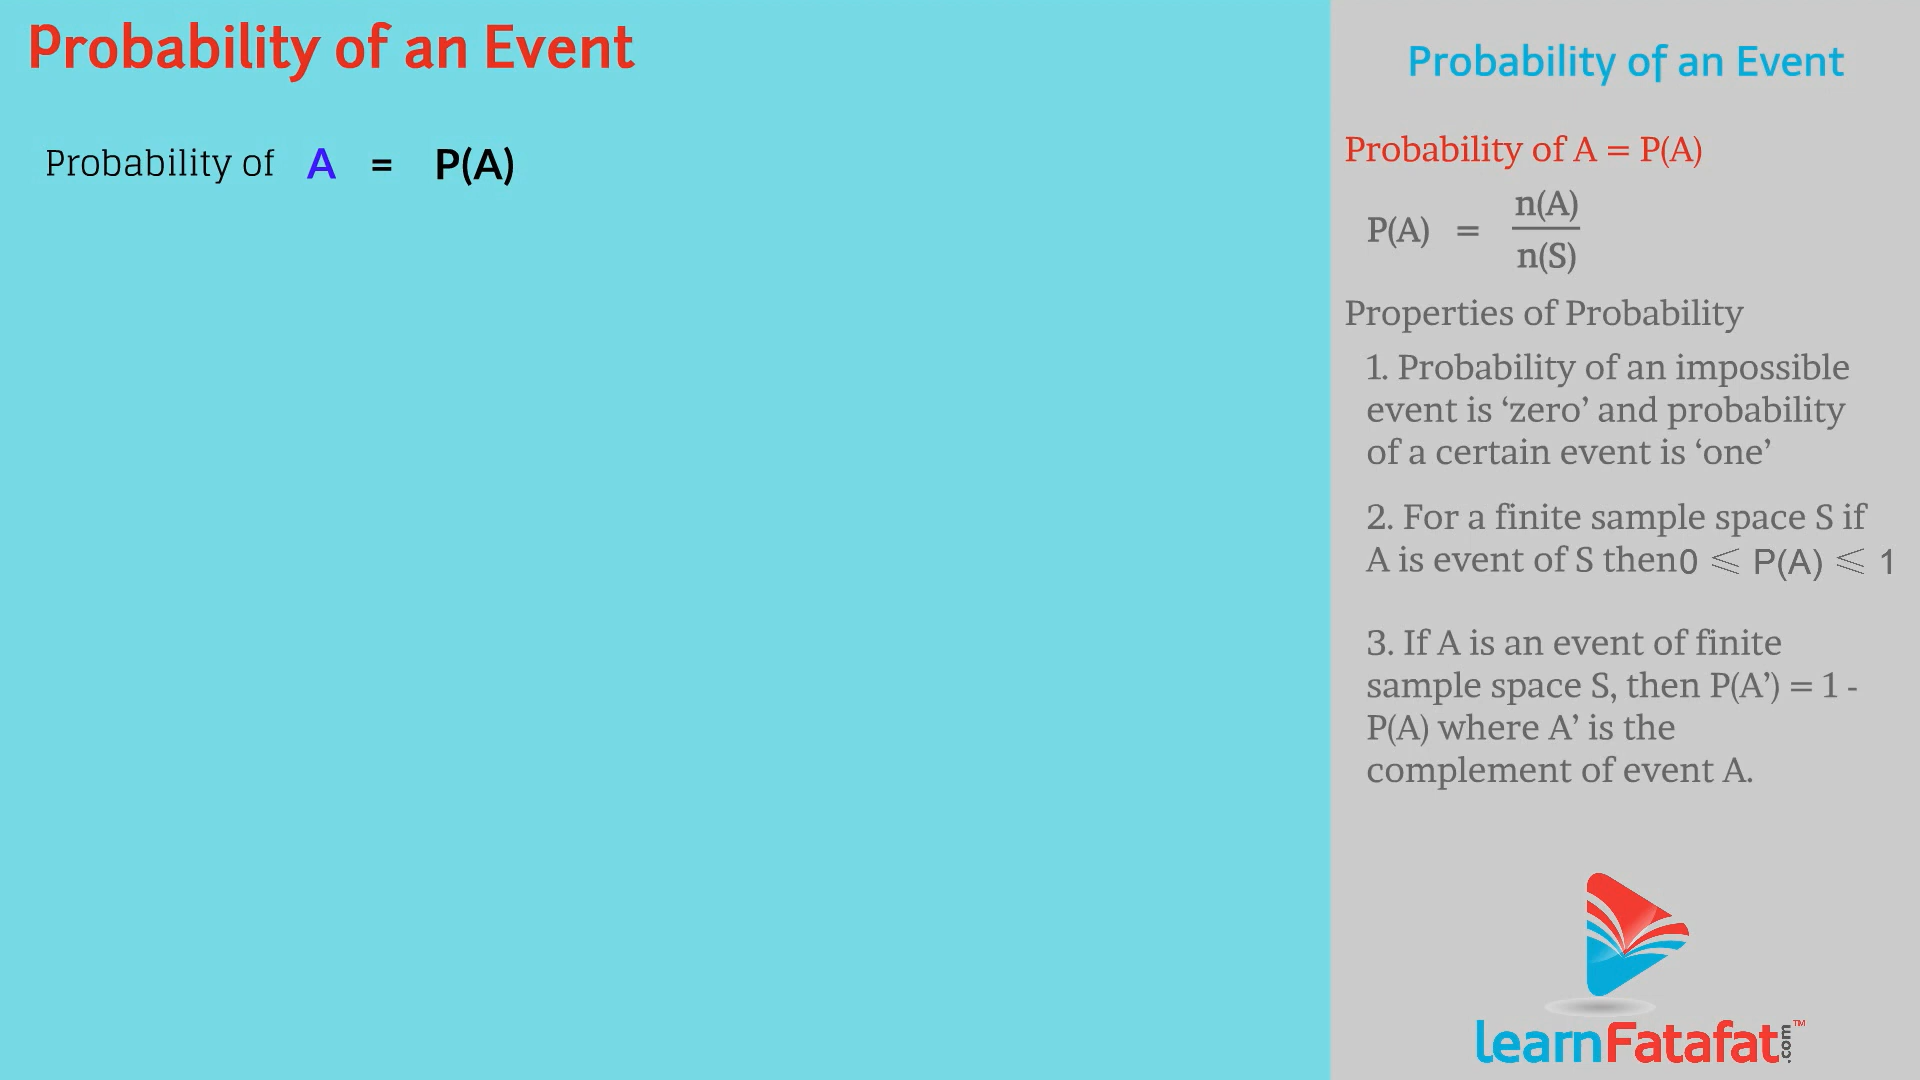 Probability of an Event
Probability of A = P(A)
Probability of an Event
Probability of A = P(A)
P(A) = n(A)
n(S)
Properties of Probability
1. Probability of an impossible
event is ‘zero’ and probability
of a certain event is ‘one’
2. For a finite sample space S if
A is event of S then 0 ⩽ P(A) ⩽ 1
3. If A is an event of finite
sample space S, then P(A’) = 1 -
P(A) where A’ is the
complement of event A.
learnFatafat.com™